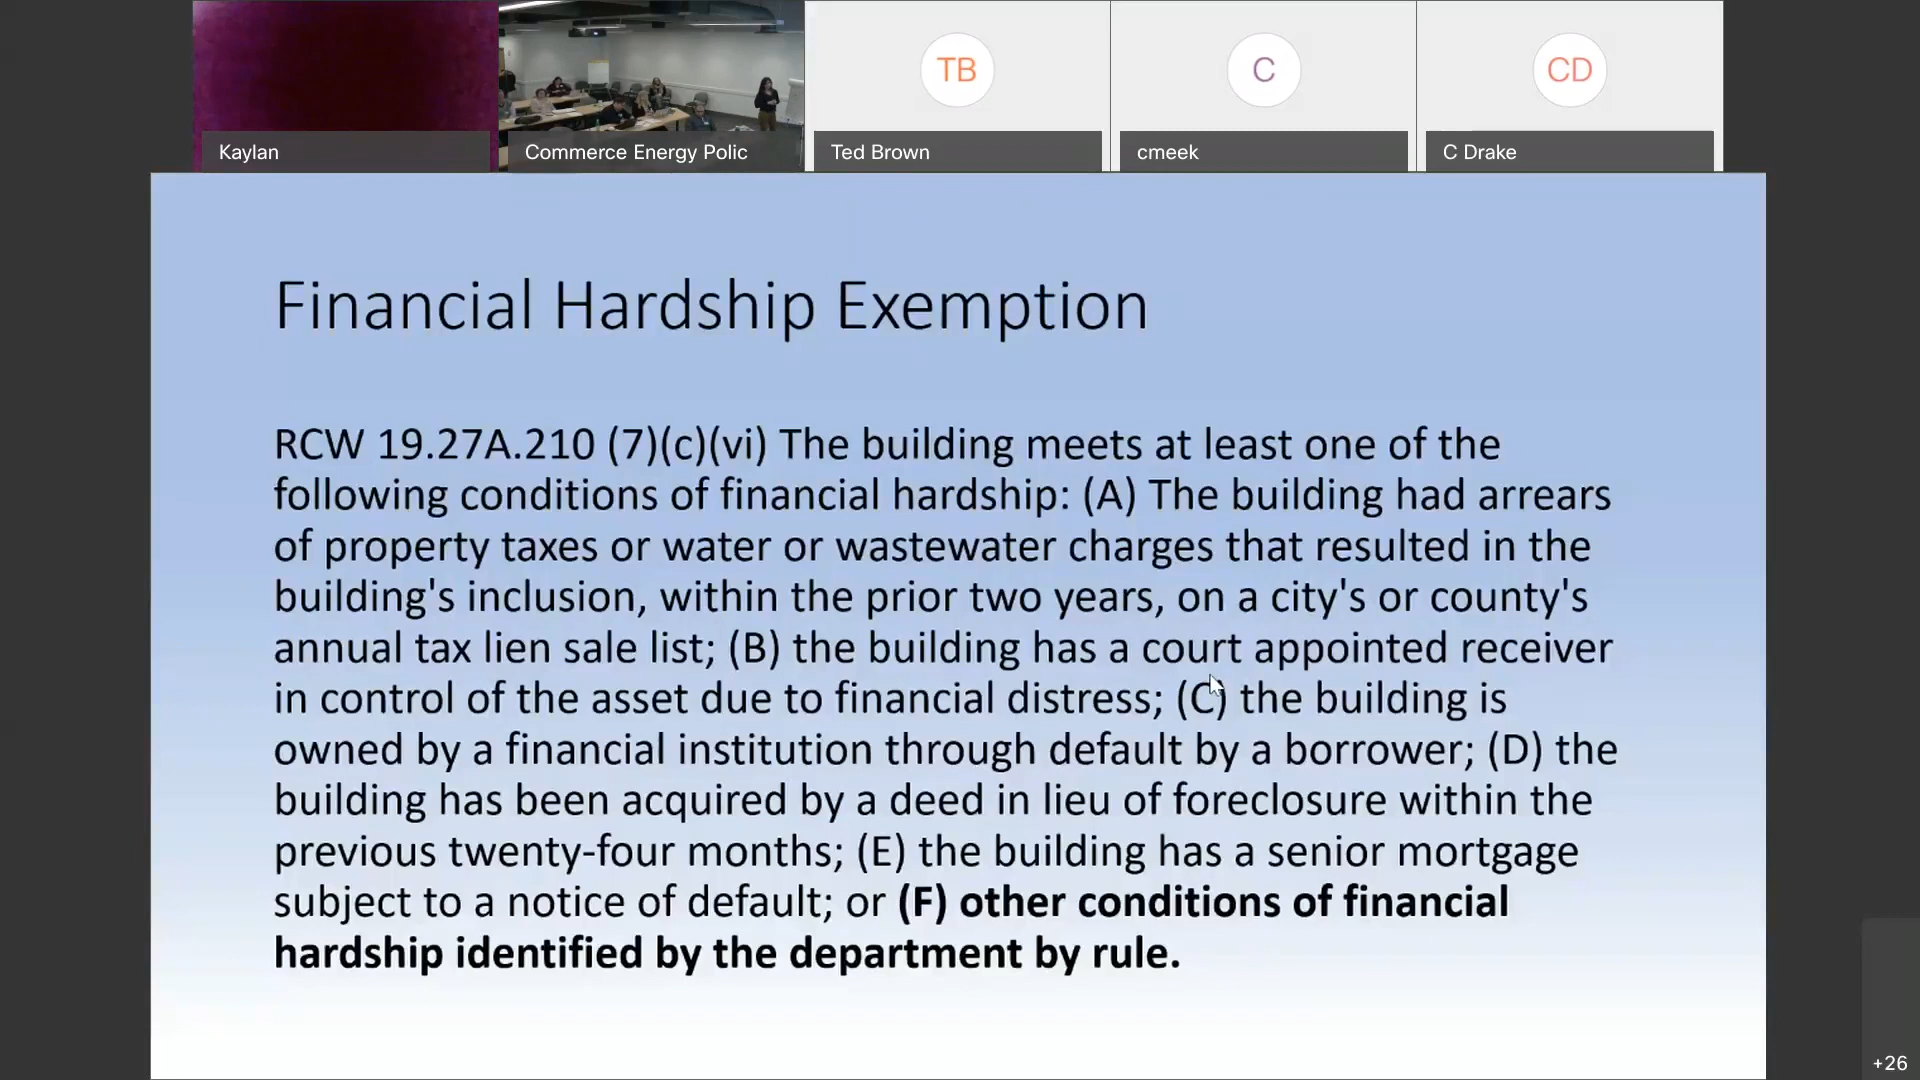 TB
C
CD
Kaylan
Commerce Energy Polic
Ted Brown
cmeek
C Drake
Financial Hardship Exemption
RCW 19.27A.210 (7)(c)(vi) The building meets at least one of the
following conditions of financial hardship: (A) The building had arrears
of property taxes or water or wastewater charges that resulted in the
building's inclusion, within the prior two years, on a city's or county's
annual tax lien sale list; (B) the building has a court appointed receiver
in control of the asset due to financial distress; (C) the building is
owned by a financial institution through default by a borrower; (D) the
building has been acquired by a deed in lieu of foreclosure within the
previous twenty-four months; (E) the building has a senior mortgage
subject to a notice of default; or (F) other conditions of financial
hardship identified by the department by rule.
+26